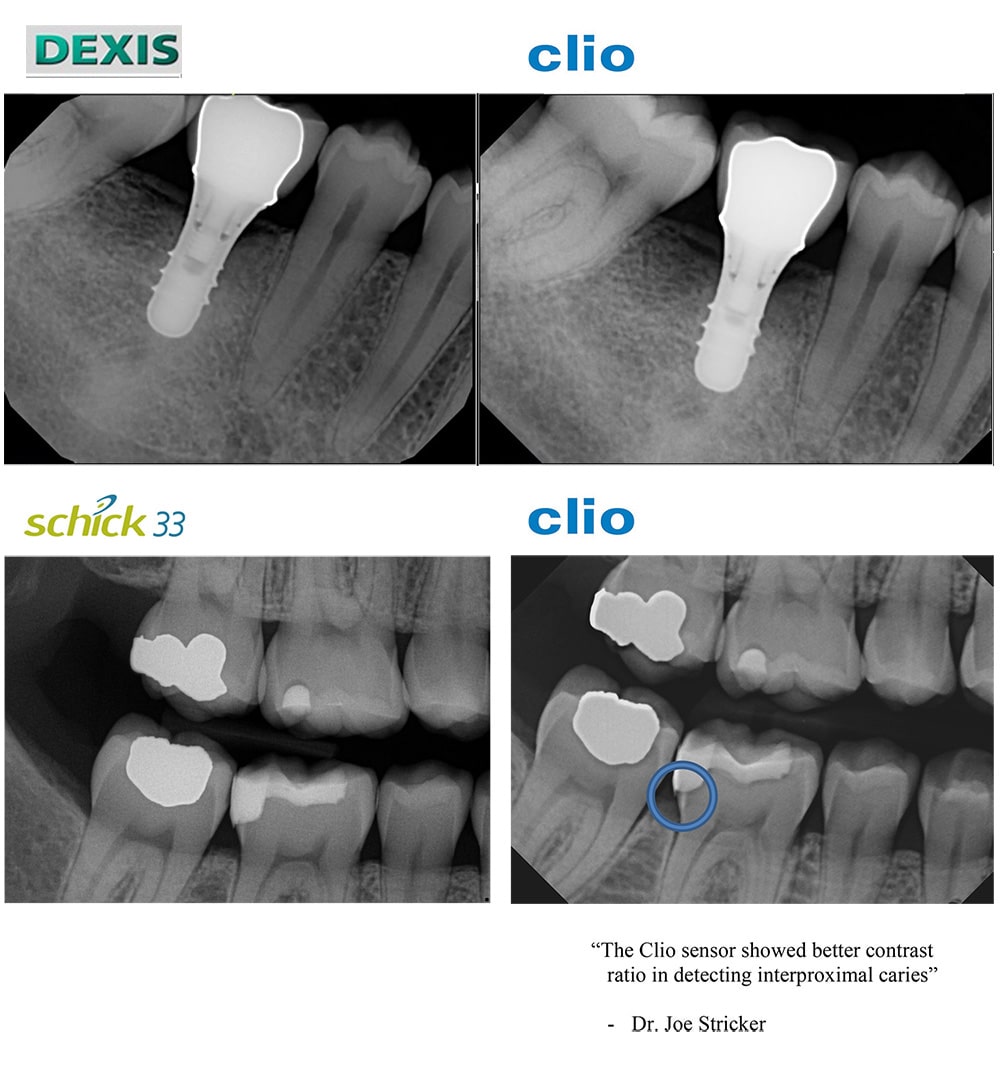 DEXIS
clio
schick 33
clio
“The Clio sensor showed better contrast
ratio in detecting interproximal caries”
- Dr. Joe Stricker